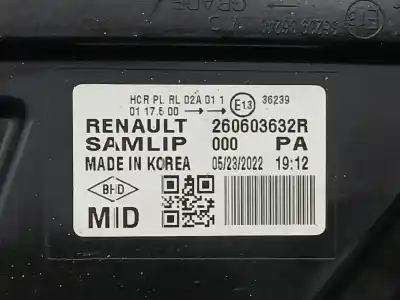 HCR PL RL 02A 01 1 E13 36239
01 17.5 00 → →
RENAULT 260603632R
SAMLIP 000 PA
MADE IN KOREA 05/23/2022 19:12
BHD
MID